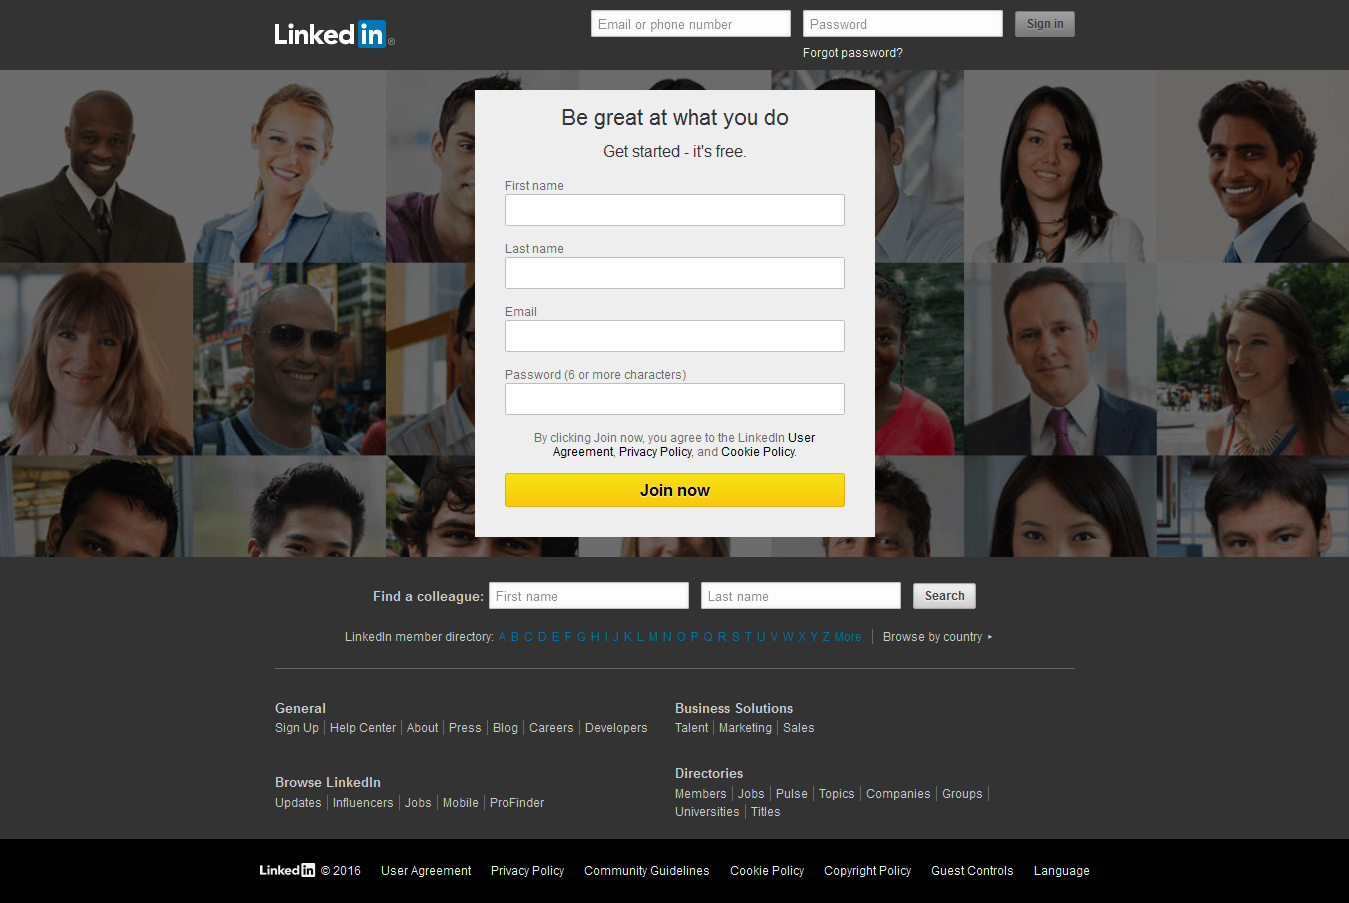 Linked in ® Email or phone number Password Sign in
Forgot password?
Be great at what you do
Get started - it's free.
First name
Last name
Email
Password (6 or more characters)
By clicking Join now, you agree to the LinkedIn User
Agreement, Privacy Policy, and Cookie Policy.
Join now
Find a colleague: First name Last name Search
LinkedIn member directory: A B C D E F G H I J K L M N O P Q R S T U V W X Y Z More Browse by country ▸
General
Sign Up Help Center About Press Blog Careers Developers
Business Solutions
Talent Marketing Sales
Browse LinkedIn
Updates Influencers Jobs Mobile ProFinder
Directories
Members Jobs Pulse Topics Companies Groups
Universities Titles
Linked in © 2016 User Agreement Privacy Policy Community Guidelines Cookie Policy Copyright Policy Guest Controls Language